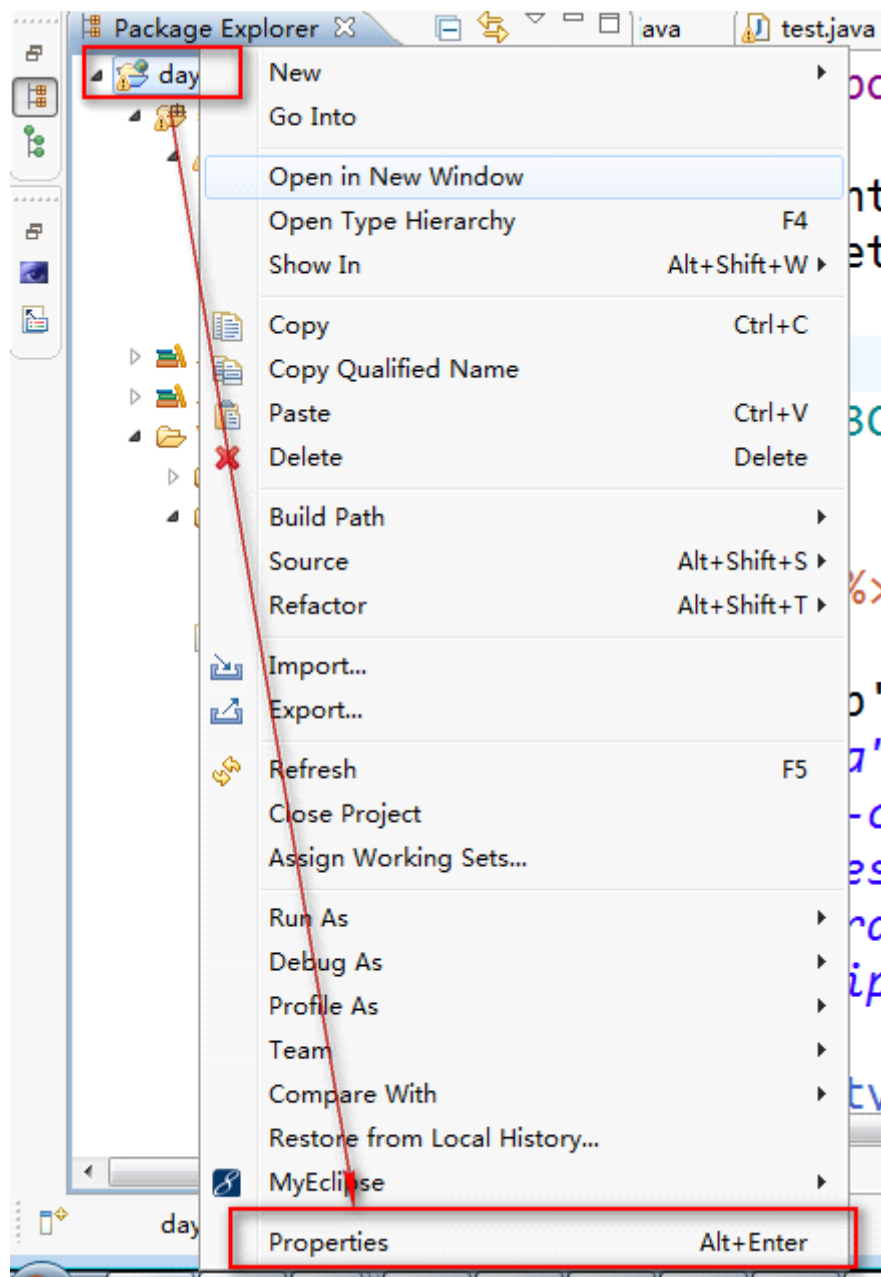 Package Explorer
ava
test.java
day
New
Go Into
Open in New Window
Open Type Hierarchy F4
Show In Alt+Shift+W
Copy Ctrl+C
Copy Qualified Name
Paste Ctrl+V
Delete Delete
Build Path
Source Alt+Shift+S
Refactor Alt+Shift+T
%>
Import...
Export...
Refresh F5
Close Project
Assign Working Sets...
Run As
Debug As
Profile As
Team
Compare With
Restore from Local History...
MyEclipse
day
Properties Alt+Enter